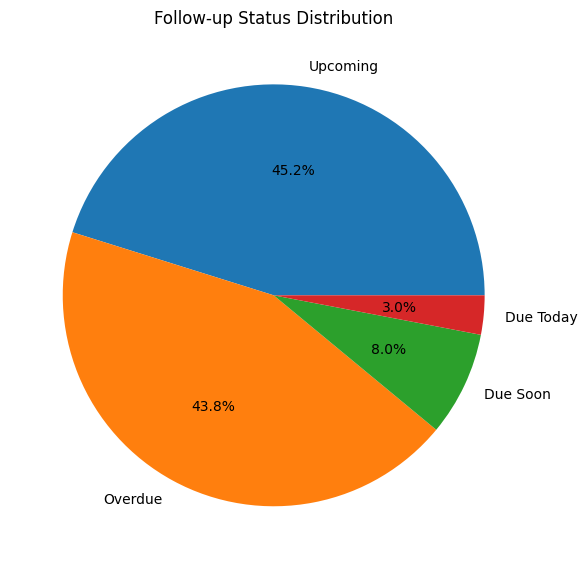 Follow-up Status Distribution
Upcoming
45.2%
3.0%
Due Today
8.0%
Due Soon
43.8%
Overdue